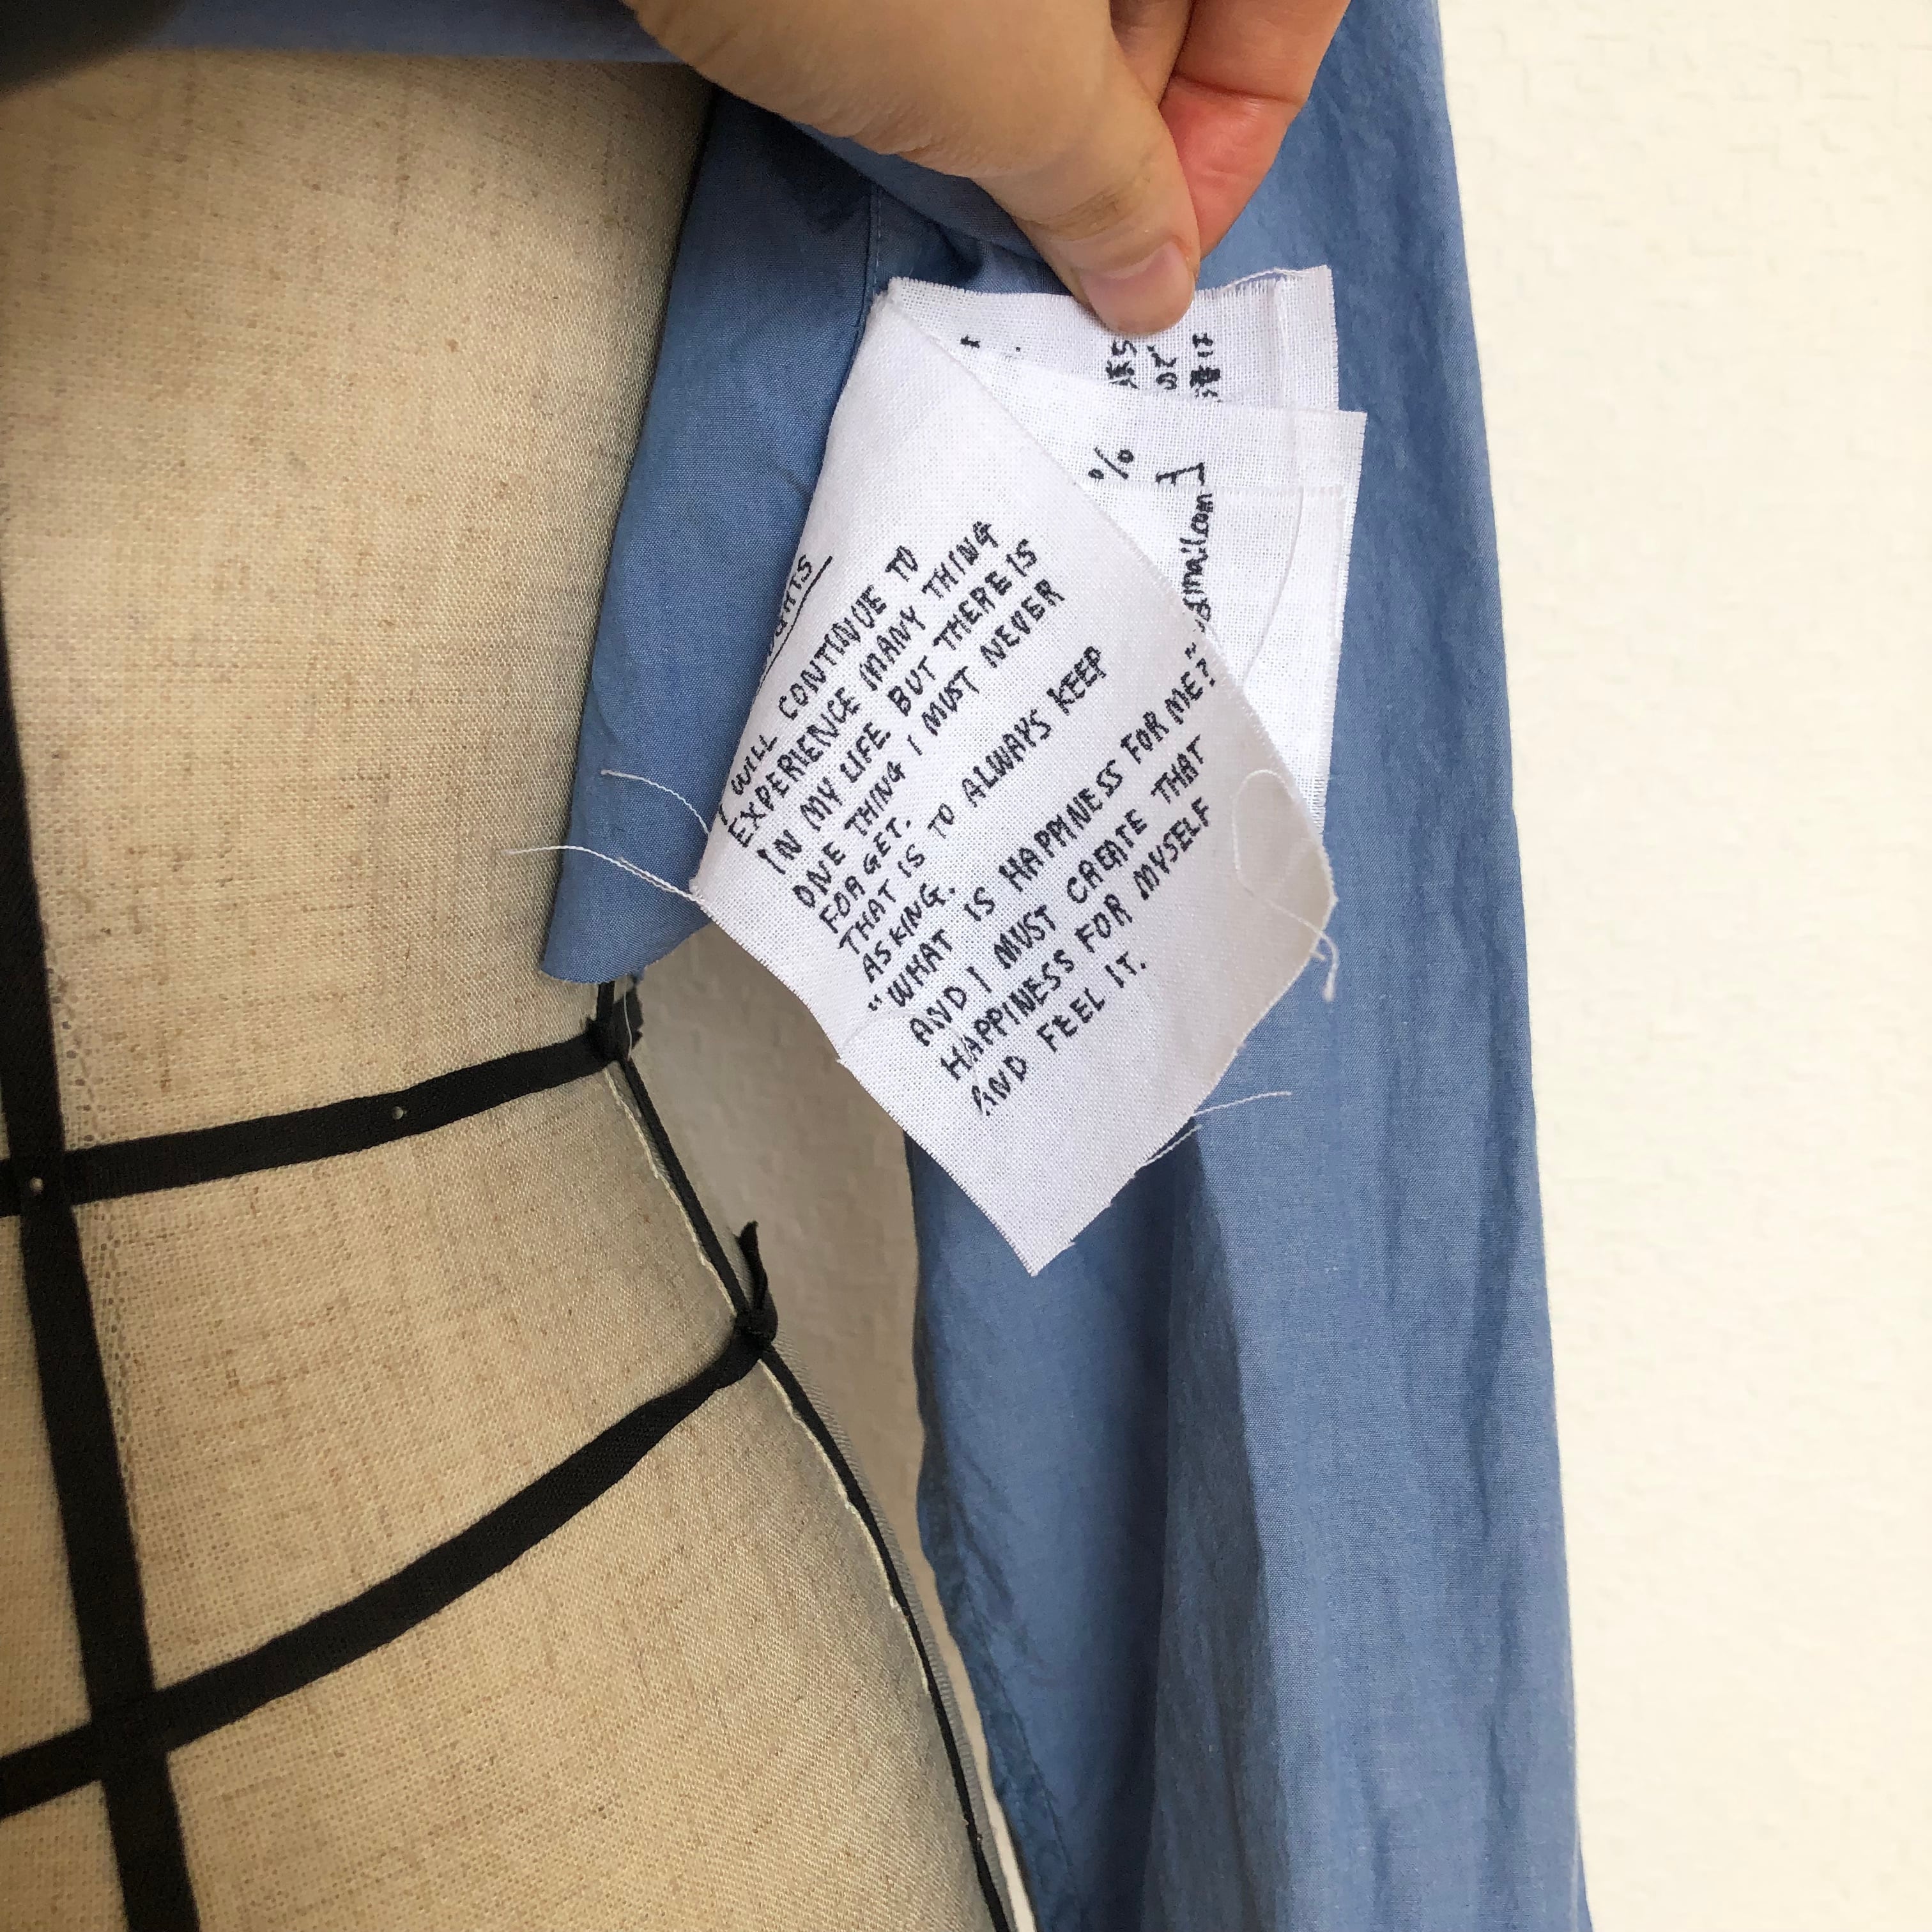 I WILL CONTINUE TO
EXPERIENCE MANY THING
IN MY LIFE BUT THERE IS
ONE THING I MUST NEVER
FORGET.
THAT IS TO ALWAYS KEEP
ASKING.
"WHAT IS HAPPINESS FOR ME?"
AND I MUST CREATE THAT
HAPPINESS FOR MYSELF
AND FEEL IT.
%